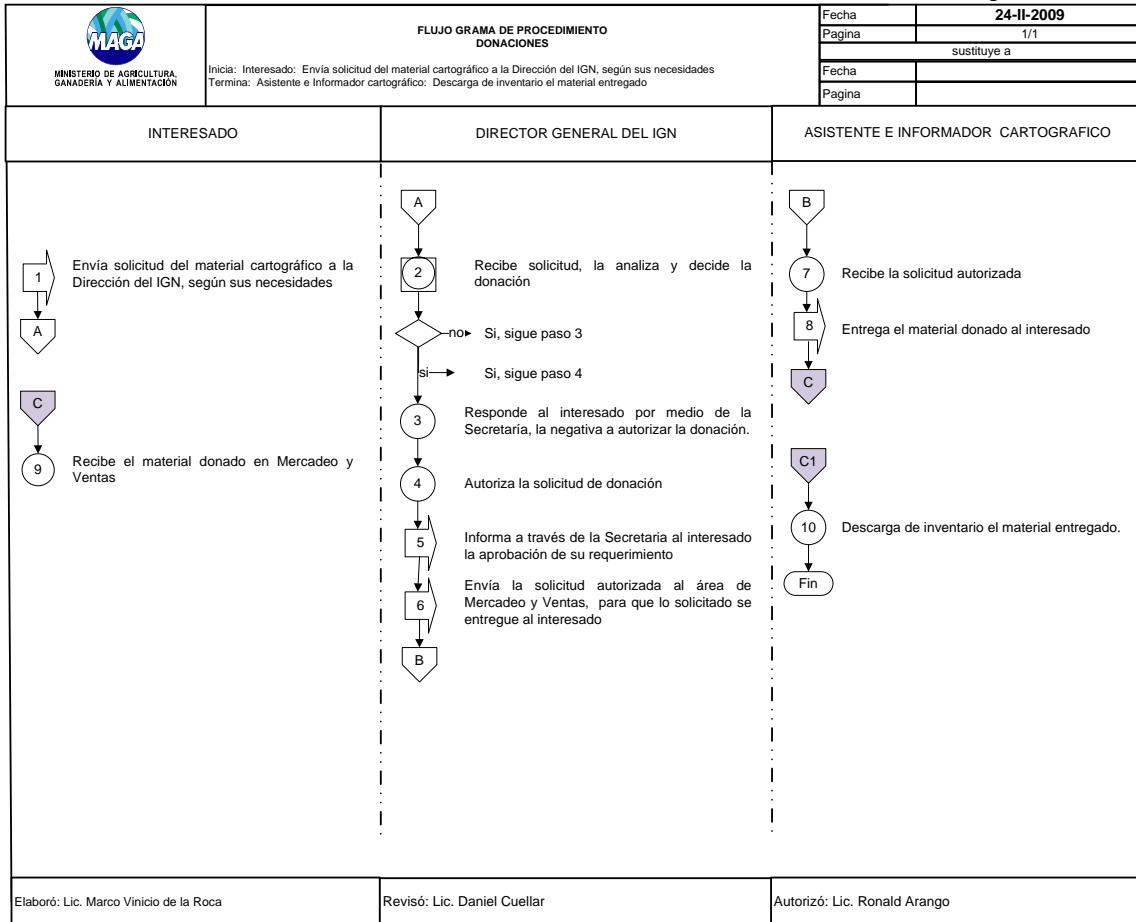 MAGA
MINISTERIO DE AGRICULTURA,
GANADERÍA Y ALIMENTACIÓN
FLUJO GRAMA DE PROCEDIMIENTO
DONACIONES
Inicia: Interesado: Envía solicitud del material cartográfico a la Dirección del IGN, según sus necesidades
Termina: Asistente e Informador cartográfico: Descarga de inventario el material entregado
Fecha 24-II-2009
Pagina 1/1
sustituye a
Fecha
Pagina
INTERESADO
DIRECTOR GENERAL DEL IGN
ASISTENTE E INFORMADOR CARTOGRAFICO
1
Envía solicitud del material cartográfico a la
Dirección del IGN, según sus necesidades
A
C
9
Recibe el material donado en Mercadeo y
Ventas
A
2
Recibe solicitud, la analiza y decide la
donación
no
Si, sigue paso 3
si
Si, sigue paso 4
3
Responde al interesado por medio de la
Secretaría, la negativa a autorizar la donación.
4
Autoriza la solicitud de donación
5
Informa a través de la Secretaria al interesado
la aprobación de su requerimiento
6
Envía la solicitud autorizada al área de
Mercadeo y Ventas, para que lo solicitado se
entregue al interesado
B
B
7
Recibe la solicitud autorizada
8
Entrega el material donado al interesado
C
C1
10
Descarga de inventario el material entregado.
Fin
Elaboró: Lic. Marco Vinicio de la Roca
Revisó: Lic. Daniel Cuellar
Autorizó: Lic. Ronald Arango